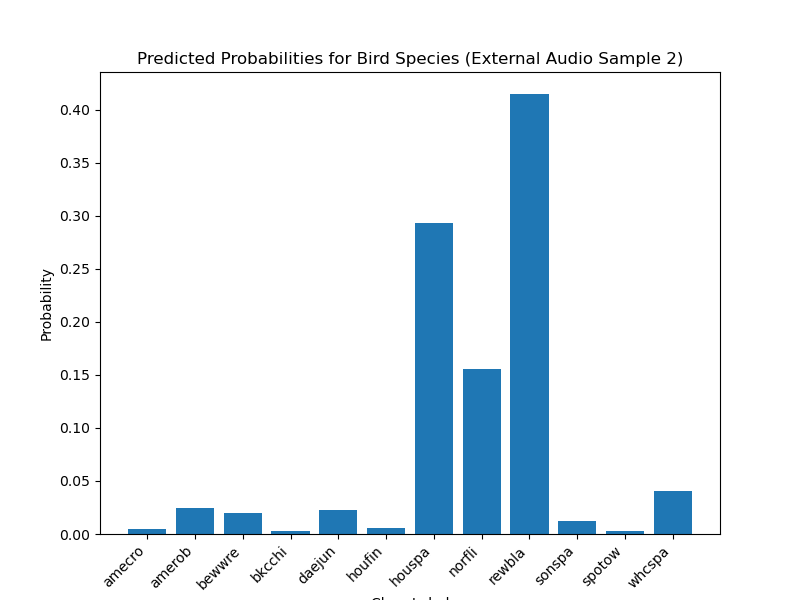 Predicted Probabilities for Bird Species (External Audio Sample 2)
0.40
0.35
0.30
0.25
0.20
0.15
0.10
0.05
0.00
Probability
amecro
amerob
bewwre
bkcchi
daejun
houfin
houspa
norfli
rewbla
sonspa
spotow
whcspa